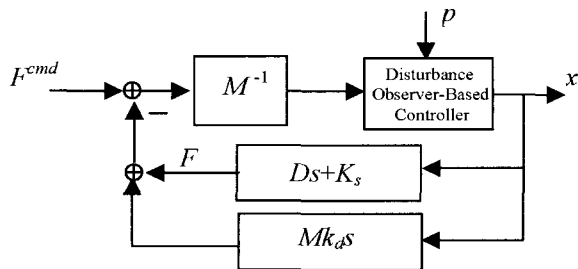 p
F^{cmd}
M^{-1}
Disturbance
Observer-Based
Controller
x
−
F
Ds+K_s
Mk_ds